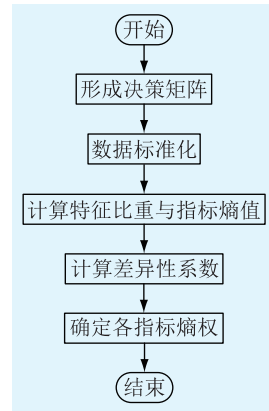 开始
形成决策矩阵
数据标准化
计算特征比重与指标熵值
计算差异性系数
确定各指标熵权
结束